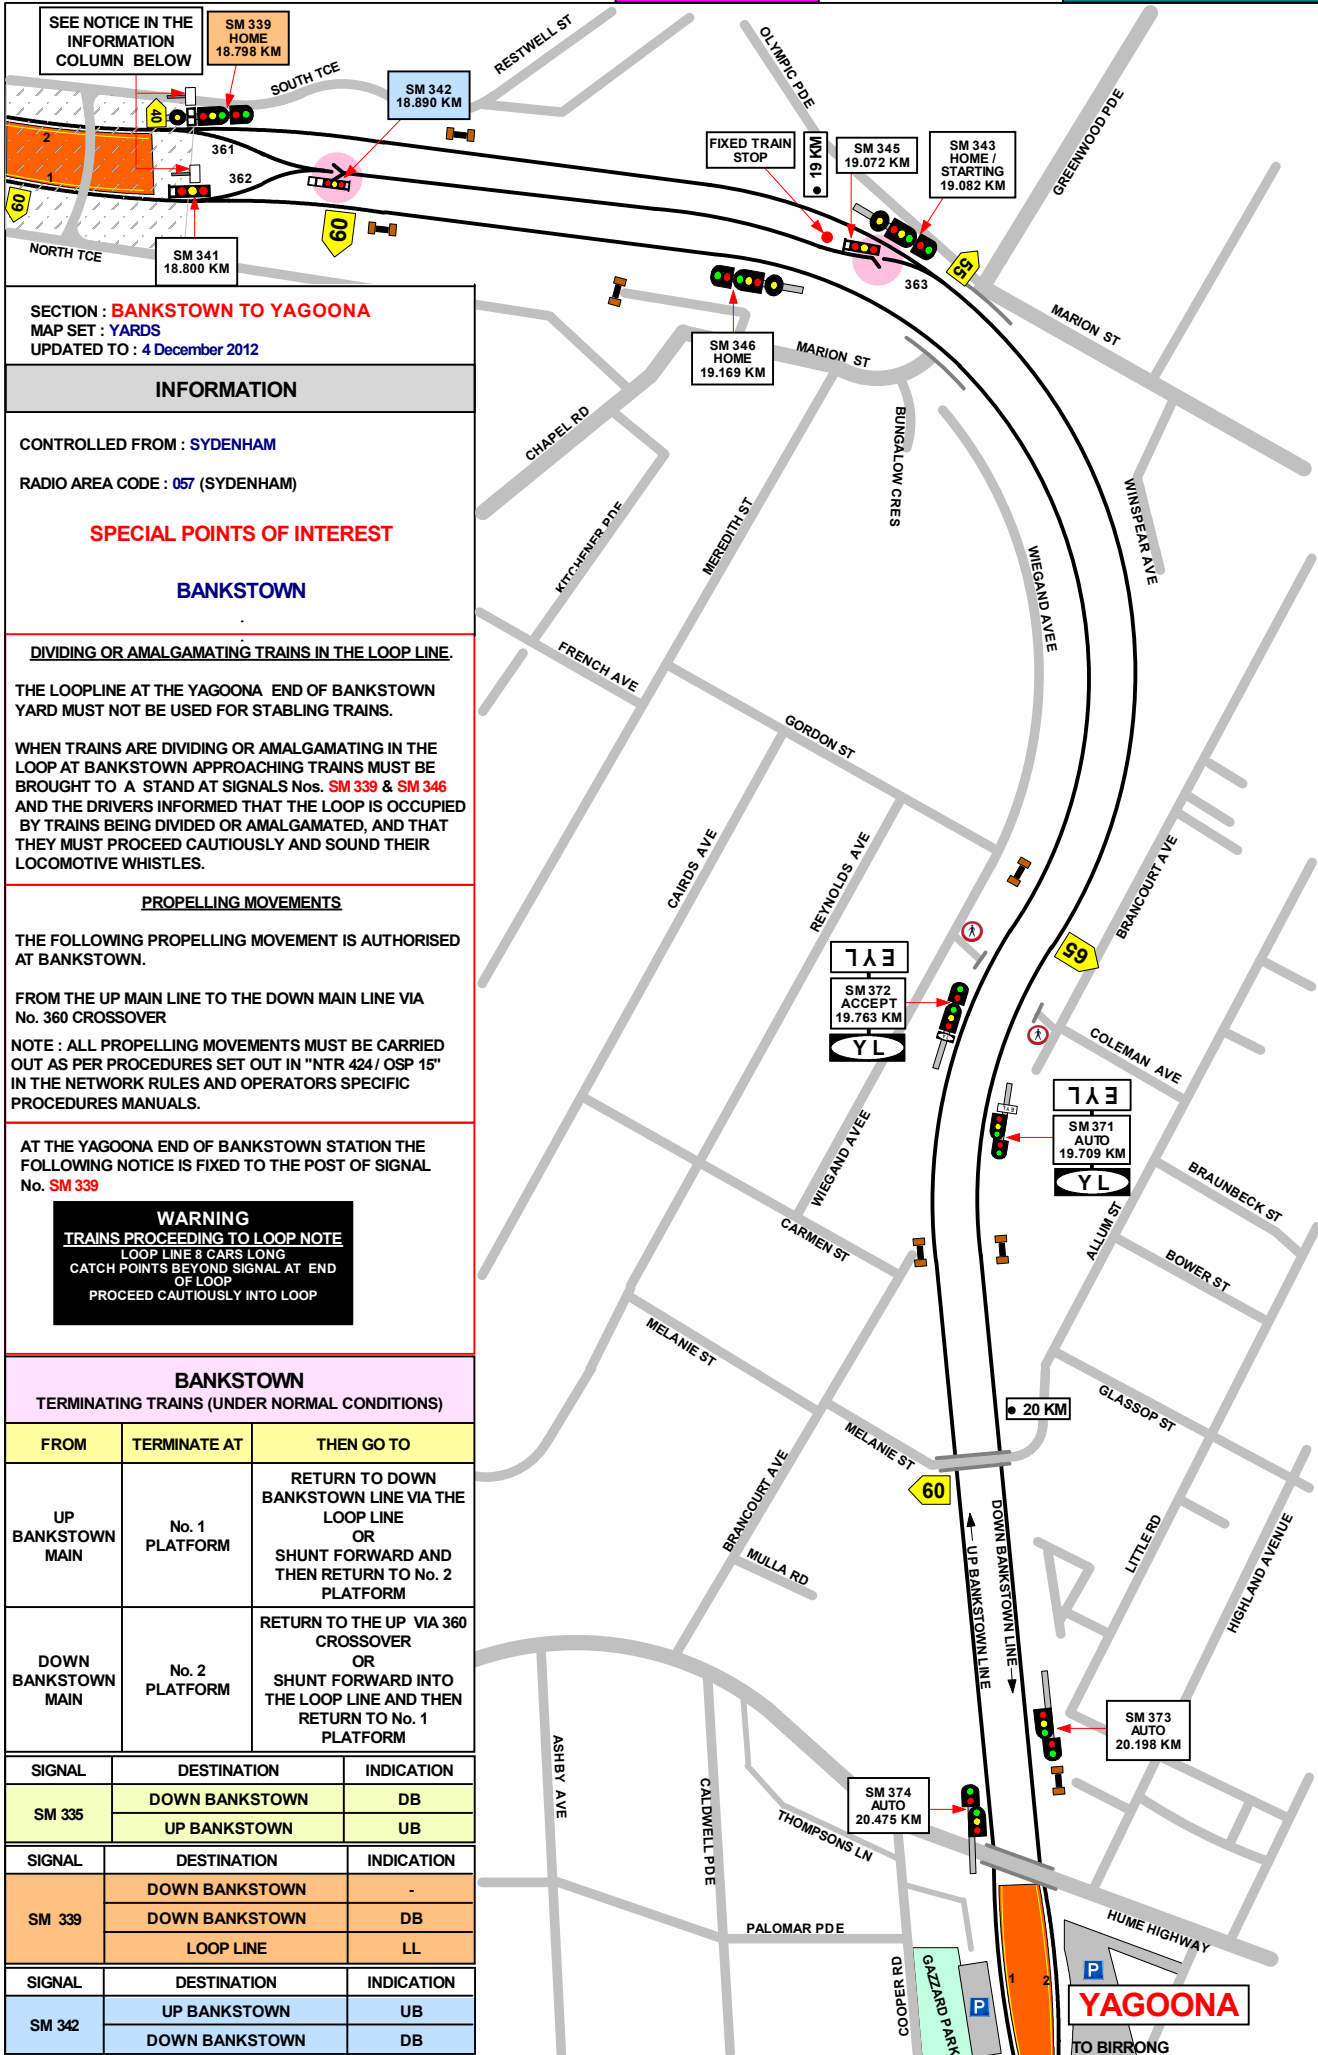 SEE NOTICE IN THE
INFORMATION
COLUMN BELOW
SM 339
HOME
18.798 KM
SOUTH TCE
RESTWELL ST
SM 342
18.890 KM
OLYMPIC PDE
GREENWOOD PDE
FIXED TRAIN
STOP
19 KM
SM 345
19.072 KM
SM 343
HOME /
STARTING
19.082 KM
40
2
1
361
362
60
60
NORTH TCE
SM 341
18.800 KM
55
363
MARION ST
SM 346
HOME
19.169 KM
MARION ST
SECTION : BANKSTOWN TO YAGOONA
MAP SET : YARDS
UPDATED TO : 4 December 2012
INFORMATION
CONTROLLED FROM : SYDENHAM
RADIO AREA CODE : 057 (SYDENHAM)
SPECIAL POINTS OF INTEREST
BANKSTOWN
.
.
DIVIDING OR AMALGAMATING TRAINS IN THE LOOP LINE.
THE LOOPLINE AT THE YAGOONA END OF BANKSTOWN
YARD MUST NOT BE USED FOR STABLING TRAINS.
WHEN TRAINS ARE DIVIDING OR AMALGAMATING IN THE
LOOP AT BANKSTOWN APPROACHING TRAINS MUST BE
BROUGHT TO A STAND AT SIGNALS Nos. SM 339 & SM 346
AND THE DRIVERS INFORMED THAT THE LOOP IS OCCUPIED
BY TRAINS BEING DIVIDED OR AMALGAMATED, AND THAT
THEY MUST PROCEED CAUTIOUSLY AND SOUND THEIR
LOCOMOTIVE WHISTLES.
PROPELLING MOVEMENTS
THE FOLLOWING PROPELLING MOVEMENT IS AUTHORISED
AT BANKSTOWN.
FROM THE UP MAIN LINE TO THE DOWN MAIN LINE VIA
No. 360 CROSSOVER
NOTE : ALL PROPELLING MOVEMENTS MUST BE CARRIED
OUT AS PER PROCEDURES SET OUT IN "NTR 424 / OSP 15"
IN THE NETWORK RULES AND OPERATORS SPECIFIC
PROCEDURES MANUALS.
AT THE YAGOONA END OF BANKSTOWN STATION THE
FOLLOWING NOTICE IS FIXED TO THE POST OF SIGNAL
No. SM 339
WARNING
TRAINS PROCEEDING TO LOOP NOTE
LOOP LINE 8 CARS LONG
CATCH POINTS BEYOND SIGNAL AT END
OF LOOP
PROCEED CAUTIOUSLY INTO LOOP
BANKSTOWN
TERMINATING TRAINS (UNDER NORMAL CONDITIONS)
FROM
TERMINATE AT
THEN GO TO
UP
BANKSTOWN
MAIN
No. 1
PLATFORM
RETURN TO DOWN
BANKSTOWN LINE VIA THE
LOOP LINE
OR
SHUNT FORWARD AND
THEN RETURN TO No. 2
PLATFORM
DOWN
BANKSTOWN
MAIN
No. 2
PLATFORM
RETURN TO THE UP VIA 360
CROSSOVER
OR
SHUNT FORWARD INTO
THE LOOP LINE AND THEN
RETURN TO No. 1
PLATFORM
SIGNAL DESTINATION INDICATION
SM 335
DOWN BANKSTOWN DB
UP BANKSTOWN UB
SIGNAL DESTINATION INDICATION
SM 339
DOWN BANKSTOWN -
DOWN BANKSTOWN DB
LOOP LINE LL
SIGNAL DESTINATION INDICATION
SM 342
UP BANKSTOWN UB
DOWN BANKSTOWN DB
CHAPEL RD
KITCHENER PDE
MEREDITH ST
BUNGALOW CRES
WIEGAND AVEE
WINSPEAR AVE
FRENCH AVE
GORDON ST
CAIRDS AVE
REYNOLDS AVE
BRANCOURT AVE
65
EYL
SM 372
ACCEPT
19.763 KM
Y L
COLEMAN AVE
EYL
EYL
SM 371
AUTO
19.709 KM
Y L
WIEGAND AVEE
CARMEN ST
BRAUNBECK ST
ALLUM ST
BOWER ST
MELANIE ST
GLASSOP ST
20 KM
MELANIE ST
60
BRANCOURT AVE
MULLA RD
UP BANKSTOWN LINE
DOWN BANKSTOWN LINE
LITTLE RD
HIGHLAND AVENUE
SM 373
AUTO
20.198 KM
SM 374
AUTO
20.475 KM
ASHBY AVE
CALDWELL PDE
THOMPSONS LN
PALOMAR PDE
COOPER RD
GAZZARD PARK
P
1
2
HUME HIGHWAY
P
YAGOONA
TO BIRRONG